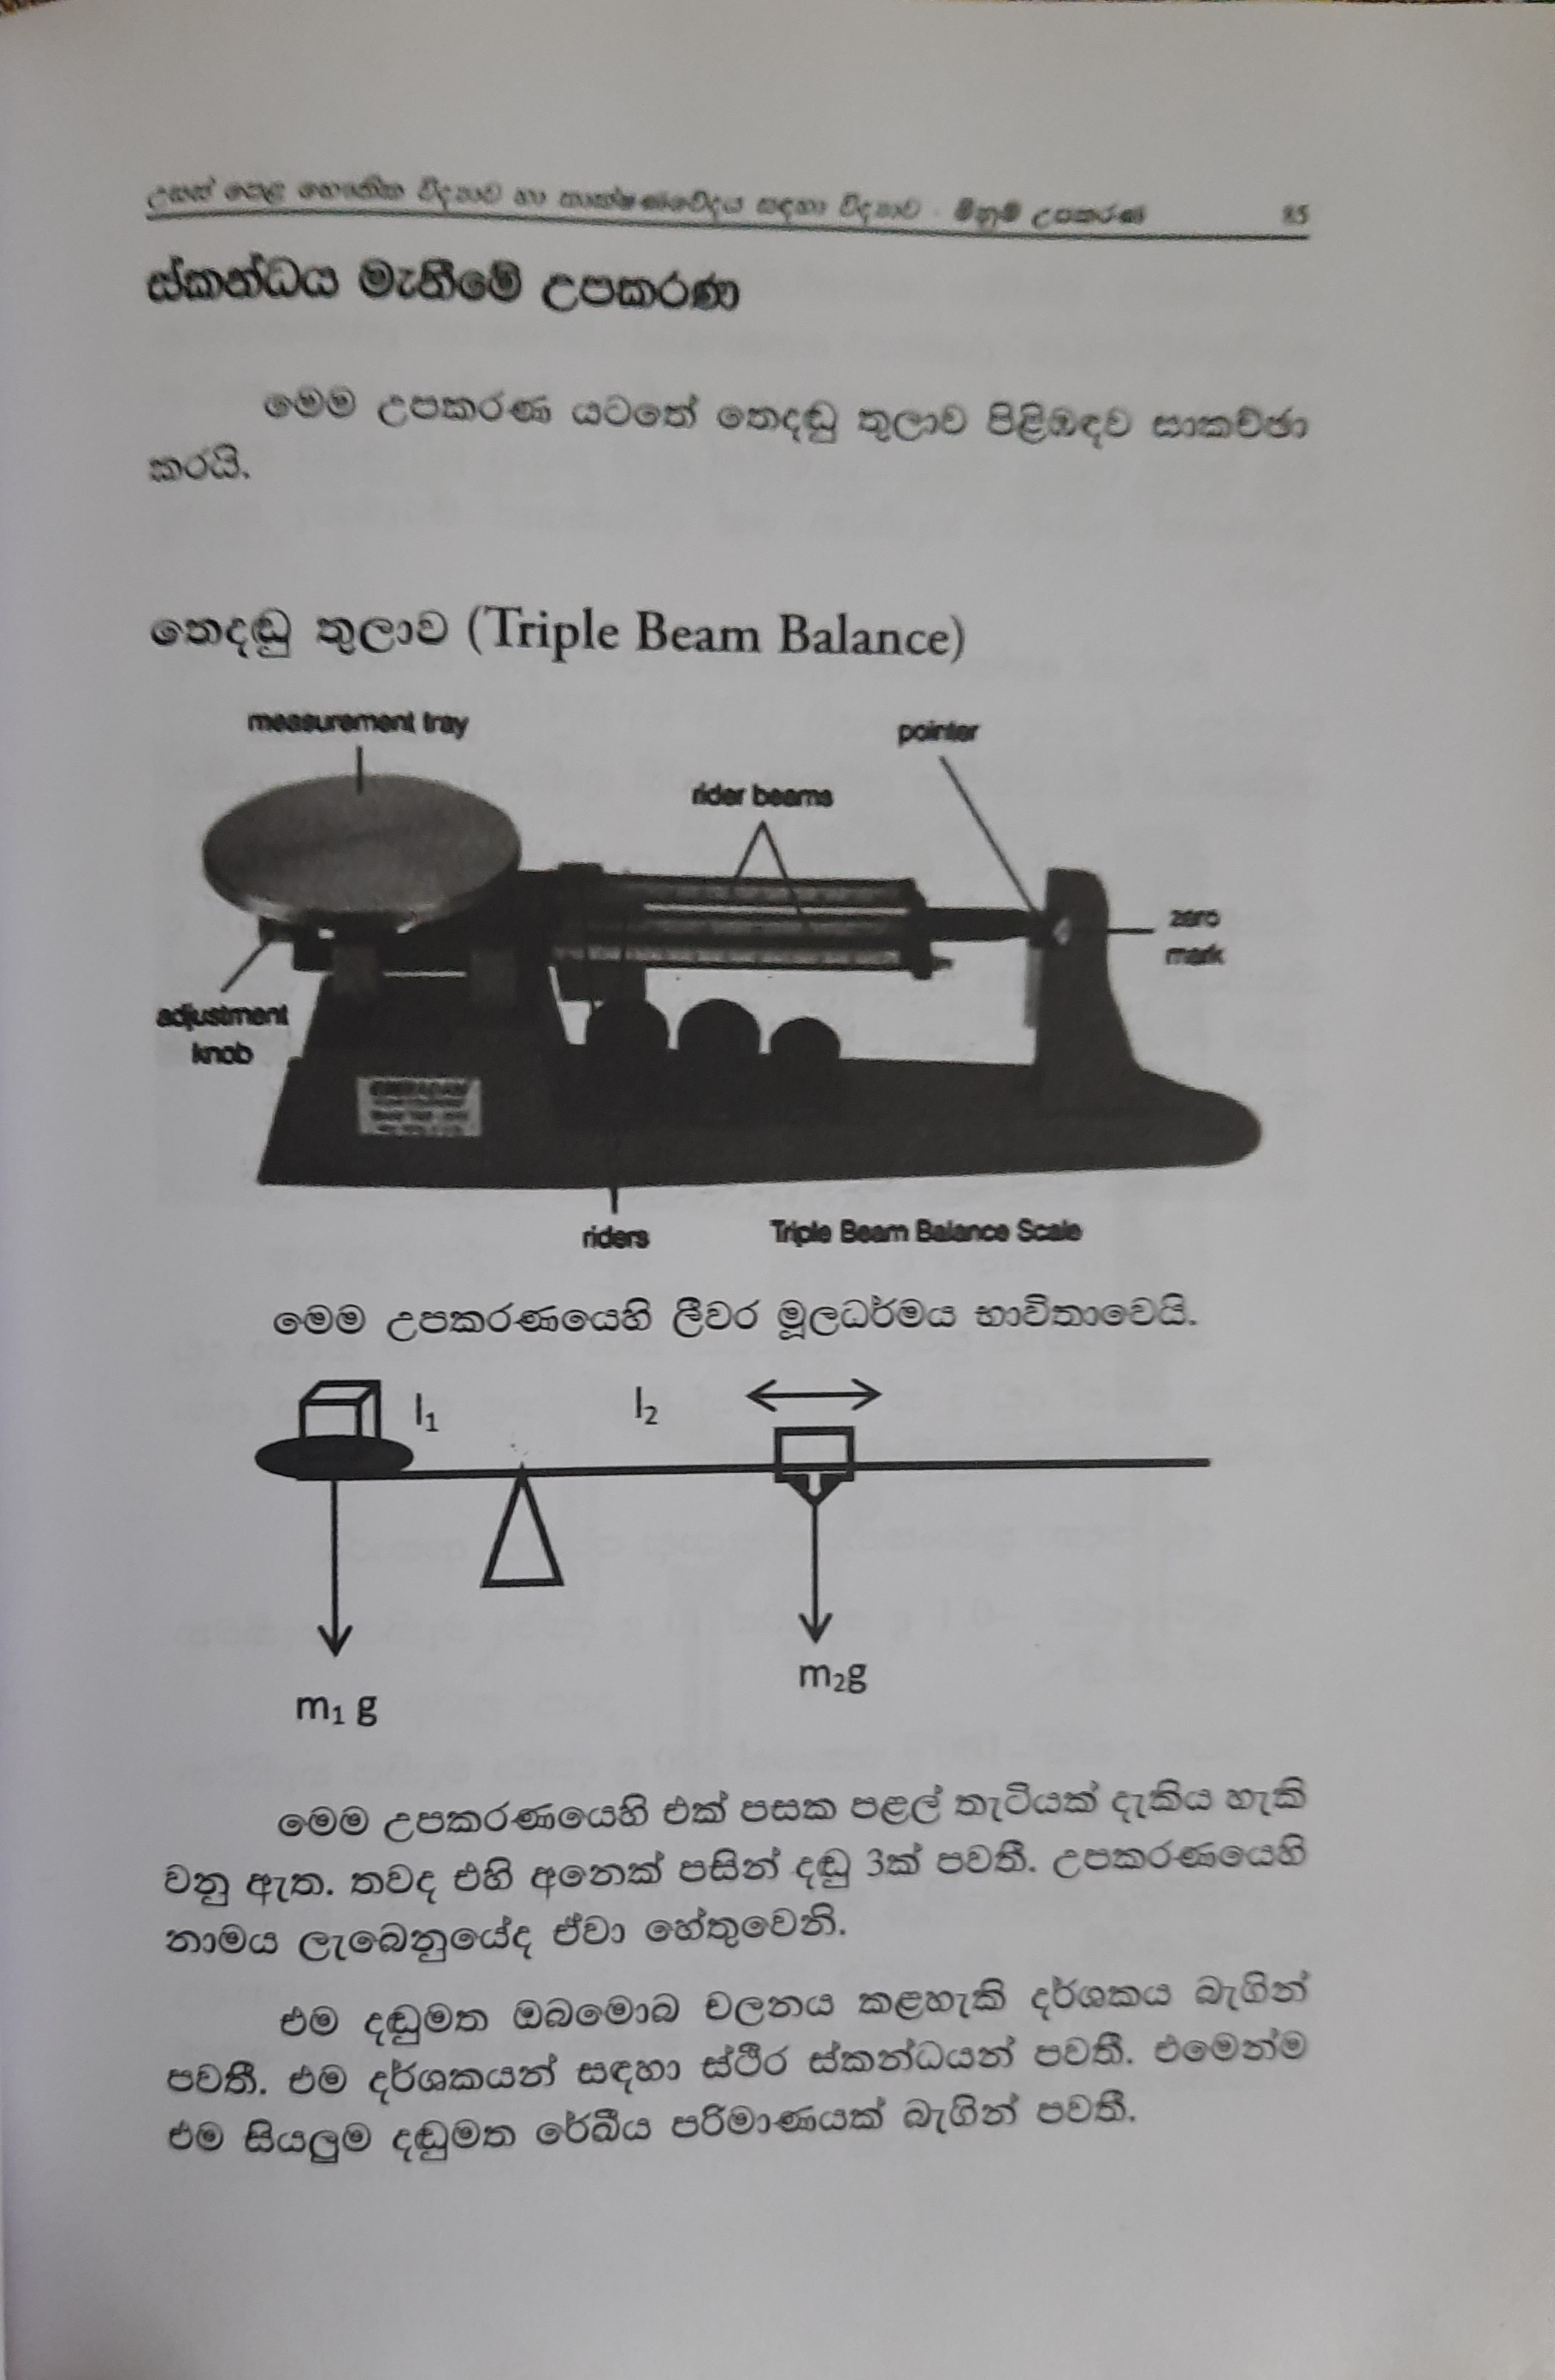 උසස් පෙළ භෞතික විද්‍යාව හා තාක්ෂණවේදය සඳහා විද්‍යාව - මිනුම් උපකරණ 85
ස්කන්ධය මැනීමේ උපකරණ
මෙම උපකරණ යටතේ තෙදඬු තුලාව පිළිබඳව සාකච්ඡා
කරයි.
තෙදඬු තුලාව (Triple Beam Balance)
measurement tray
pointer
rider beams
zero
mark
adjustment
knob
riders
Triple Beam Balance Scale
මෙම උපකරණයෙහි ලීවර මූලධර්මය භාවිතාවෙයි.
l₁ l₂
m₂g
m₁ g
මෙම උපකරණයෙහි එක් පසක පළල් තැටියක් දැකිය හැකි
වනු ඇත. තවද එහි අනෙක් පසින් දඬු 3ක් පවතී. උපකරණයෙහි
නාමය ලැබෙනුයේද ඒවා හේතුවෙනි.
එම දඬුමත ඔබමොබ චලනය කළහැකි දර්ශකය බැගින්
පවතී. එම දර්ශකයන් සඳහා ස්ථිර ස්කන්ධයන් පවතී. එමෙන්ම
එම සියලුම දඬුමත රේඛීය පරිමාණයක් බැගින් පවතී.